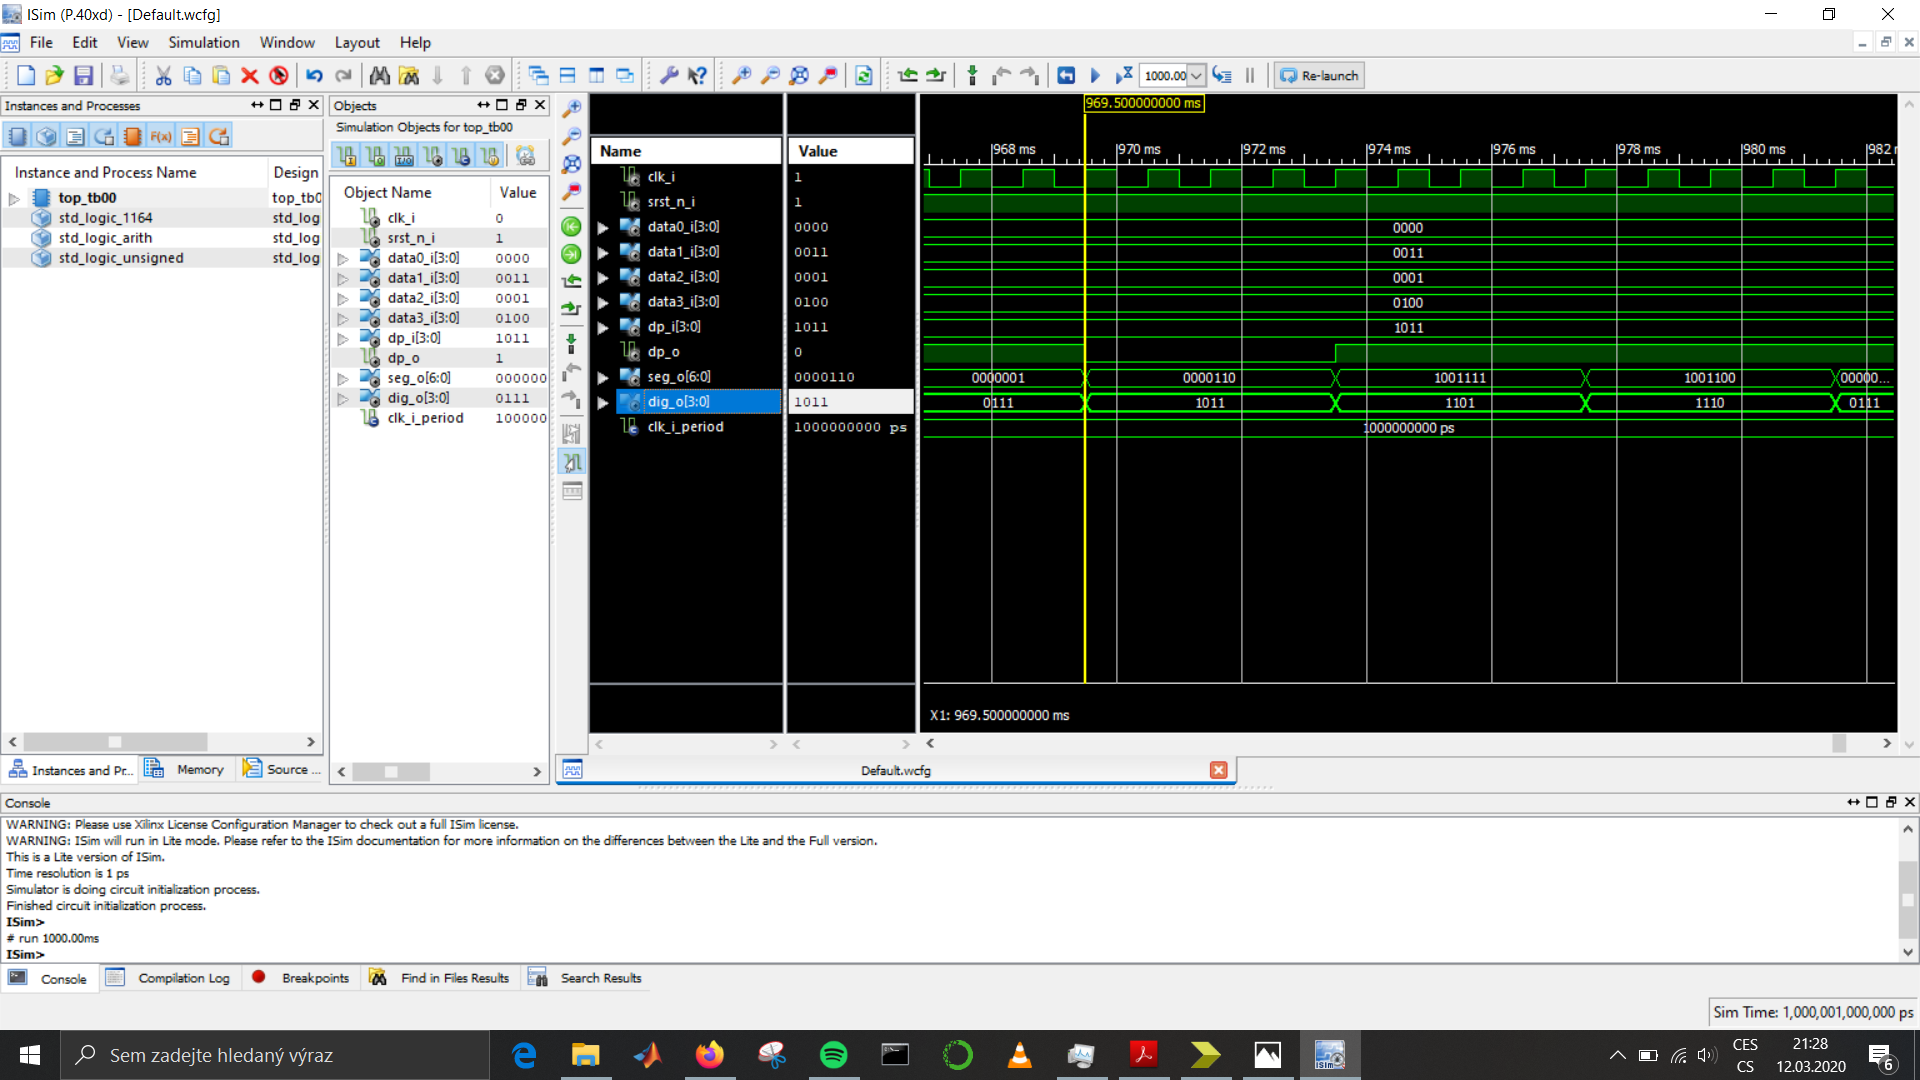 ISim (P.40xd) - [Default.wcfg]
File Edit View Simulation Window Layout Help
1000.00 Re-launch
Instances and Processes
Instance and Process Name Design
top_tb00 top_tb0
std_logic_1164 std_log
std_logic_arith std_log
std_logic_unsigned std_log
Instances and Pr... Memory Source ...
Objects
Simulation Objects for top_tb00
Object Name Value
clk_i 0
srst_n_i 1
data0_i[3:0] 0000
data1_i[3:0] 0011
data2_i[3:0] 0001
data3_i[3:0] 0100
dp_i[3:0] 1011
dp_o 1
seg_o[6:0] 000000
dig_o[3:0] 0111
clk_i_period 100000
Name Value
clk_i 1
srst_n_i 1
data0_i[3:0] 0000
data1_i[3:0] 0011
data2_i[3:0] 0001
data3_i[3:0] 0100
dp_i[3:0] 1011
dp_o 0
seg_o[6:0] 0000110
dig_o[3:0] 1011
clk_i_period 1000000000 ps
969.500000000 ms
968 ms 970 ms 972 ms 974 ms 976 ms 978 ms 980 ms 982 m
0000
0011
0001
0100
1011
0000001 0000110 1001111 1001100 00000...
0111 1011 1101 1110 0111
1000000000 ps
X1: 969.500000000 ms
Default.wcfg
Console
WARNING: Please use Xilinx License Configuration Manager to check out a full ISim license.
WARNING: ISim will run in Lite mode. Please refer to the ISim documentation for more information on the differences between the Lite and the Full version.
This is a Lite version of ISim.
Time resolution is 1 ps
Simulator is doing circuit initialization process.
Finished circuit initialization process.
ISim>
# run 1000.00ms
ISim>
Console Compilation Log Breakpoints Find in Files Results Search Results
Sim Time: 1,000,001,000,000 ps
Sem zadejte hledaný výraz
CES
CS
21:28
12.03.2020
6